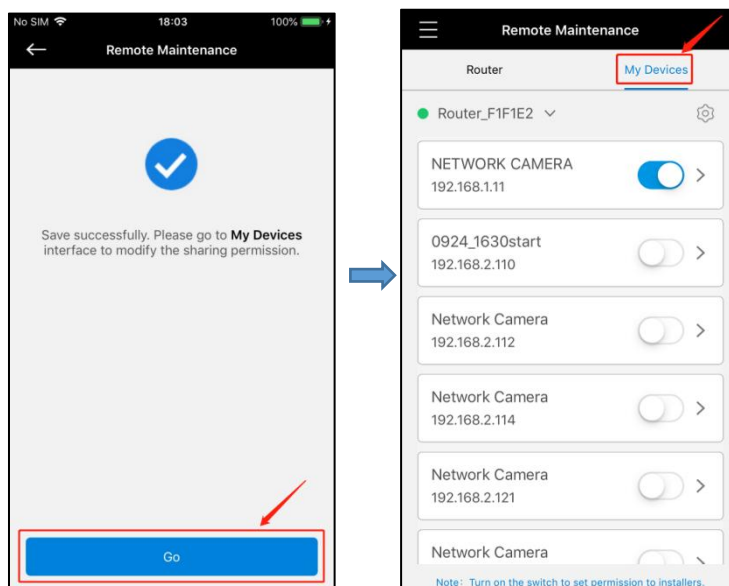 No SIM 18:03 100%
Remote Maintenance
Save successfully. Please go to My Devices
interface to modify the sharing permission.
Go
Remote Maintenance
Router My Devices
Router_F1F1E2
NETWORK CAMERA
192.168.1.11
0924_1630start
192.168.2.110
Network Camera
192.168.2.112
Network Camera
192.168.2.114
Network Camera
192.168.2.121
Network Camera
Note: Turn on the switch to set permission to installers.